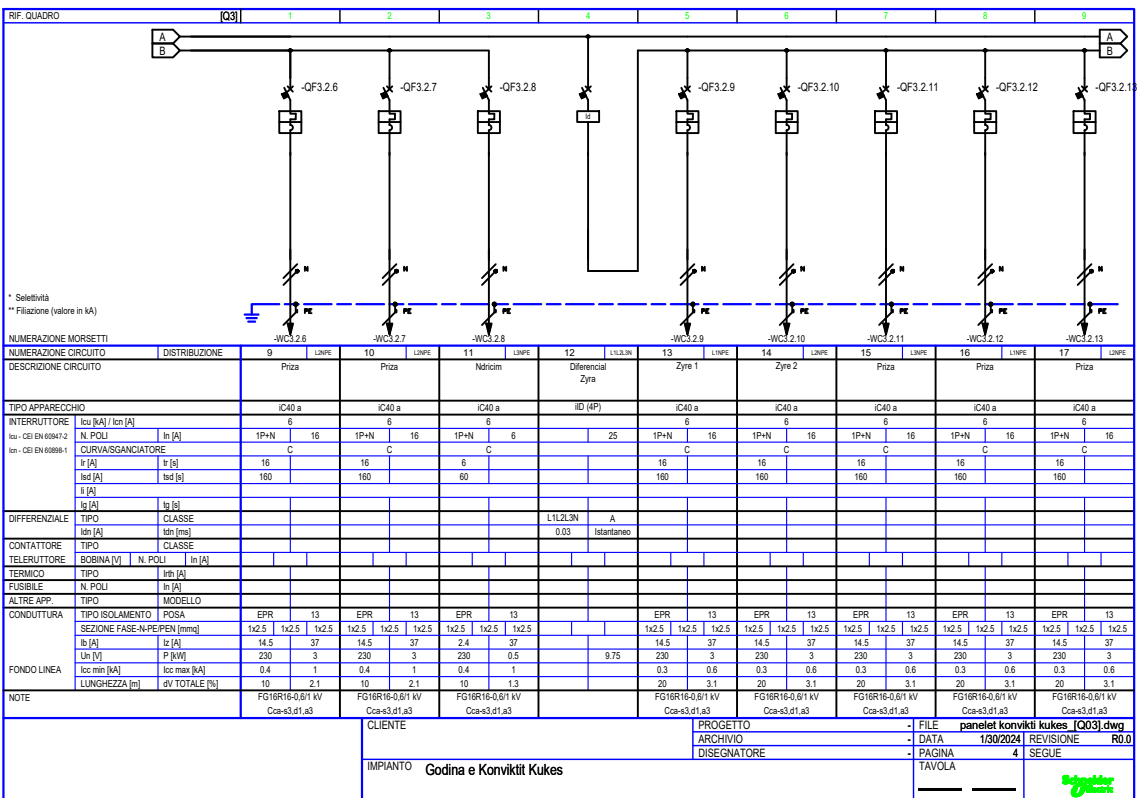 RIF. QUADRO [Q3] 1 2 3 4 5 6 7 8 9
A A
B B
-QF3.2.6 -QF3.2.7 -QF3.2.8 -QF3.2.9 -QF3.2.10 -QF3.2.11 -QF3.2.12 -QF3.2.13
Id
N N N N N N N N
* Selettività
** Filiazione (valore in kA)
PE PE PE PE PE PE PE PE
NUMERAZIONE MORSETTI -WC3.2.6 -WC3.2.7 -WC3.2.8 -WC3.2.9 -WC3.2.10 -WC3.2.11 -WC3.2.12 -WC3.2.13
NUMERAZIONE CIRCUITO DISTRIBUZIONE 9 L2NPE 10 L2NPE 11 L3NPE 12 L1L2L3N 13 L1NPE 14 L2NPE 15 L3NPE 16 L1NPE 17 L2NPE
DESCRIZIONE CIRCUITO Priza Priza Ndricim Diferencial Zyre 1 Zyre 2 Priza Priza Priza
Zyra
TIPO APPARECCHIO iC40 a iC40 a iC40 a iID (4P) iC40 a iC40 a iC40 a iC40 a iC40 a
INTERRUTTORE Icu [kA] / Icn [A] 6 6 6 6 6 6 6 6
Icu - CEI EN 60947-2 N. POLI In [A] 1P+N 16 1P+N 16 1P+N 6 25 1P+N 16 1P+N 16 1P+N 16 1P+N 16 1P+N 16
Icn - CEI EN 60898-1 CURVA/SGANCIATORE C C C C C C C C
Ir [A] tr [s] 16 16 6 16 16 16 16 16
Isd [A] tsd [s] 160 160 60 160 160 160 160 160
Ii [A]
Ig [A] tg [s]
DIFFERENZIALE TIPO CLASSE L1L2L3N A
Idn [A] tdn [ms] 0.03 Istantaneo
CONTATTORE TIPO CLASSE
TELERUTTORE BOBINA [V] N. POLI In [A]
TERMICO TIPO Irth [A]
FUSIBILE N. POLI In [A]
ALTRE APP. TIPO MODELLO
CONDUTTURA TIPO ISOLAMENTO POSA EPR 13 EPR 13 EPR 13 EPR 13 EPR 13 EPR 13 EPR 13 EPR 13
SEZIONE FASE-N-PE/PEN [mmq] 1x2.5 1x2.5 1x2.5 1x2.5 1x2.5 1x2.5 1x2.5 1x2.5 1x2.5 1x2.5 1x2.5 1x2.5 1x2.5 1x2.5 1x2.5 1x2.5 1x2.5 1x2.5 1x2.5 1x2.5 1x2.5 1x2.5 1x2.5 1x2.5
Ib [A] Iz [A] 14.5 37 14.5 37 2.4 37 14.5 37 14.5 37 14.5 37 14.5 37 14.5 37
Un [V] P [kW] 230 3 230 3 230 0.5 9.75 230 3 230 3 230 3 230 3 230 3
FONDO LINEA Icc min [kA] Icc max [kA] 0.4 1 0.4 1 0.4 1 0.3 0.6 0.3 0.6 0.3 0.6 0.3 0.6 0.3 0.6
LUNGHEZZA [m] dV TOTALE [%] 10 2.1 10 2.1 10 1.3 20 3.1 20 3.1 20 3.1 20 3.1 20 3.1
NOTE FG16R16-0,6/1 kV FG16R16-0,6/1 kV FG16R16-0,6/1 kV FG16R16-0,6/1 kV FG16R16-0,6/1 kV FG16R16-0,6/1 kV FG16R16-0,6/1 kV FG16R16-0,6/1 kV
Cca-s3,d1,a3 Cca-s3,d1,a3 Cca-s3,d1,a3 Cca-s3,d1,a3 Cca-s3,d1,a3 Cca-s3,d1,a3 Cca-s3,d1,a3 Cca-s3,d1,a3
CLIENTE PROGETTO - FILE panelet konvikti kukes_[Q03].dwg
ARCHIVIO - DATA 1/30/2024 REVISIONE R0.0
DISEGNATORE - PAGINA 4 SEGUE
IMPIANTO Godina e Konviktit Kukes TAVOLA
Schneider
Electric